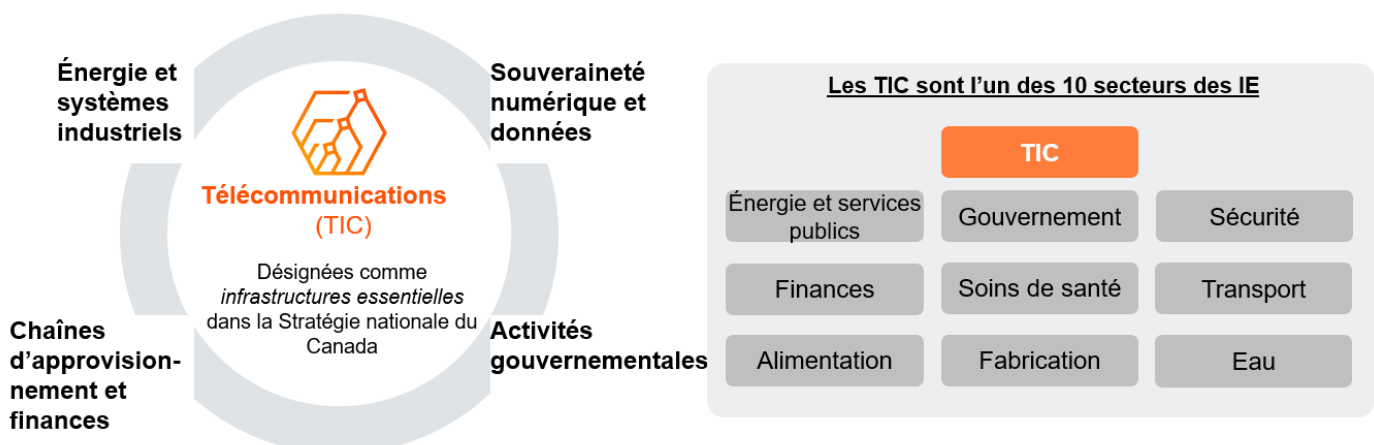 Énergie et
systèmes
industriels
Souveraineté
numérique et
données
Télécommunications
(TIC)
Désignées comme
infrastructures essentielles
dans la Stratégie nationale du
Canada
Chaînes
d’approvision-
nement et
finances
Activités
gouvernementales
Les TIC sont l’un des 10 secteurs des IE
TIC
Énergie et services
publics
Gouvernement
Sécurité
Finances
Soins de santé
Transport
Alimentation
Fabrication
Eau